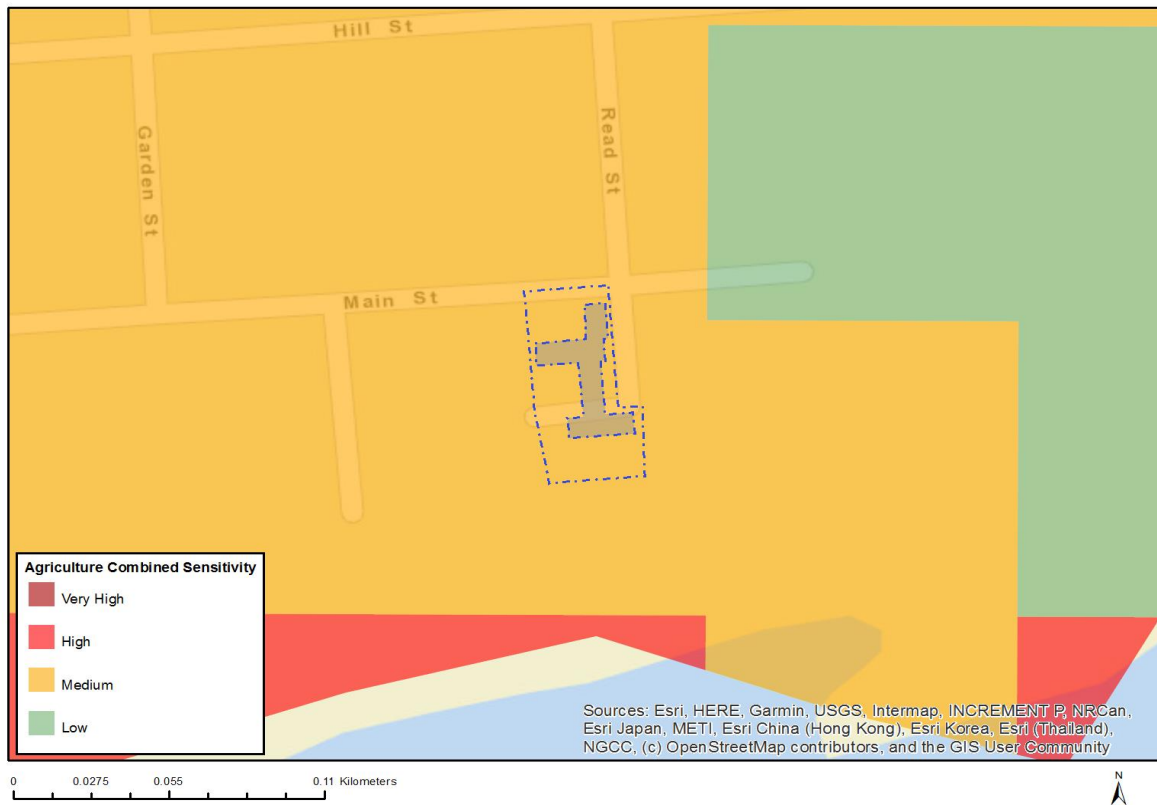 Hill St
Garden St
Read St
Main St
Agriculture Combined Sensitivity
Very High
High
Medium
Low
Sources: Esri, HERE, Garmin, USGS, Intermap, INCREMENT P, NRCan,
Esri Japan, METI, Esri China (Hong Kong), Esri Korea, Esri (Thailand),
NGCC, (c) OpenStreetMap contributors, and the GIS User Community
0 0.0275 0.055 0.11 Kilometers
N